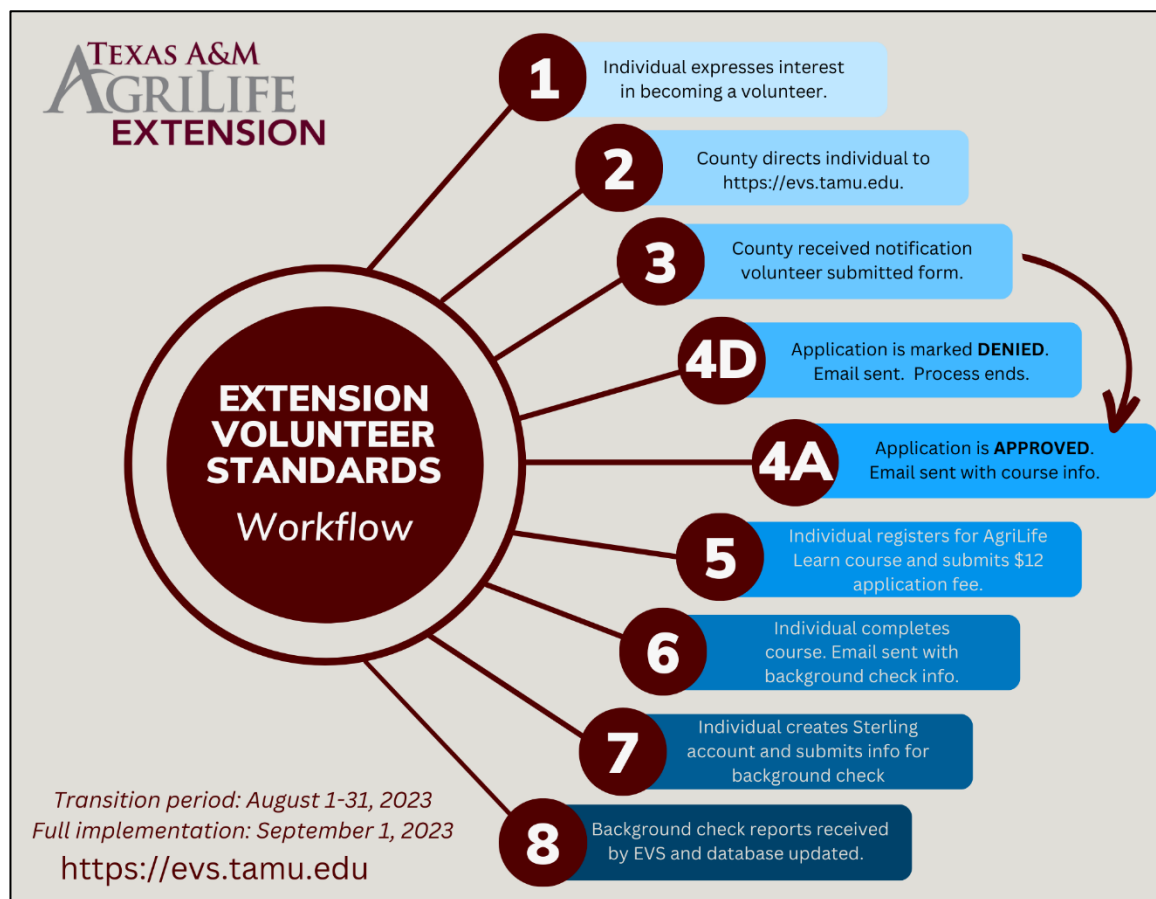 TEXAS A&M
AGRILIFE
EXTENSION
1
Individual expresses interest
in becoming a volunteer.
2
County directs individual to
https://evs.tamu.edu.
3
County received notification
volunteer submitted form.
4D
Application is marked DENIED.
Email sent. Process ends.
4A
Application is APPROVED.
Email sent with course info.
5
Individual registers for AgriLife
Learn course and submits $12
application fee.
6
Individual completes
course. Email sent with
background check info.
7
Individual creates Sterling
account and submits info for
background check
8
Background check reports received
by EVS and database updated.
EXTENSION
VOLUNTEER
STANDARDS
Workflow
Transition period: August 1-31, 2023
Full implementation: September 1, 2023
https://evs.tamu.edu